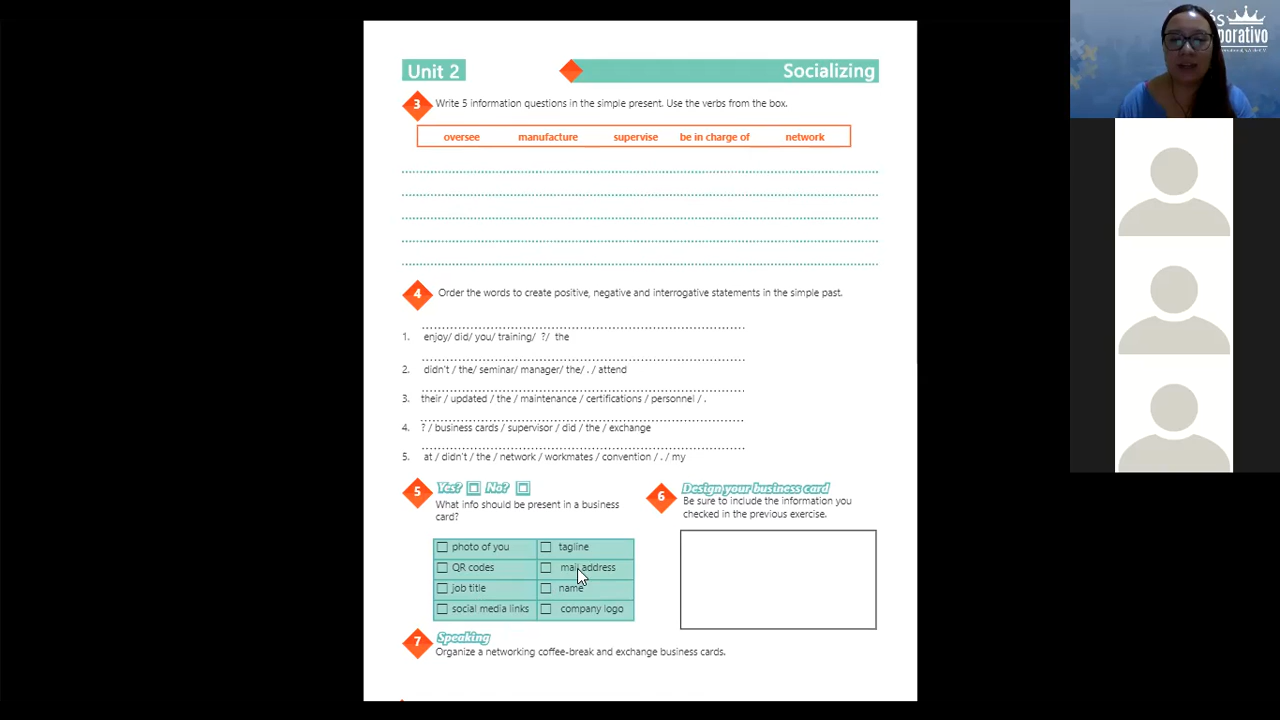 Unit 2
Socializing
3 Write 5 information questions in the simple present. Use the verbs from the box.
oversee manufacture supervise be in charge of network
4 Order the words to create positive, negative and interrogative statements in the simple past.
1. enjoy/ did/ you/ training/ ?/ the
2. didn't / the/ seminar/ manager/ the/ . / attend
3. their / updated / the / maintenance / certifications / personnel / .
4. ? / business cards / supervisor / did / the / exchange
5. at / didn't / the / network / workmates / convention / . / my
5 Yes? No?
What info should be present in a business
card?
photo of you tagline
QR codes mail address
job title name
social media links company logo
6 Design your business card
Be sure to include the information you
checked in the previous exercise.
7 Speaking
Organize a networking coffee-break and exchange business cards.